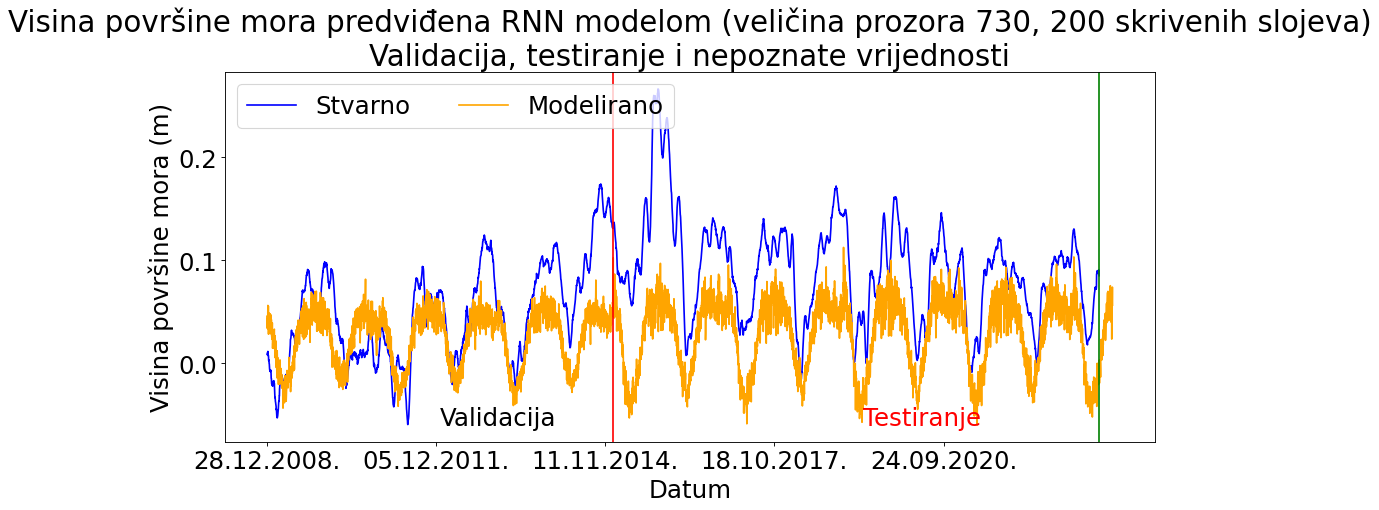 Visina površine mora predviđena RNN modelom (veličina prozora 730, 200 skrivenih slojeva)
Validacija, testiranje i nepoznate vrijednosti
Stvarno
Modelirano
Visina površine mora (m)
0.2
0.1
0.0
Validacija
Testiranje
28.12.2008.
05.12.2011.
11.11.2014.
18.10.2017.
24.09.2020.
Datum